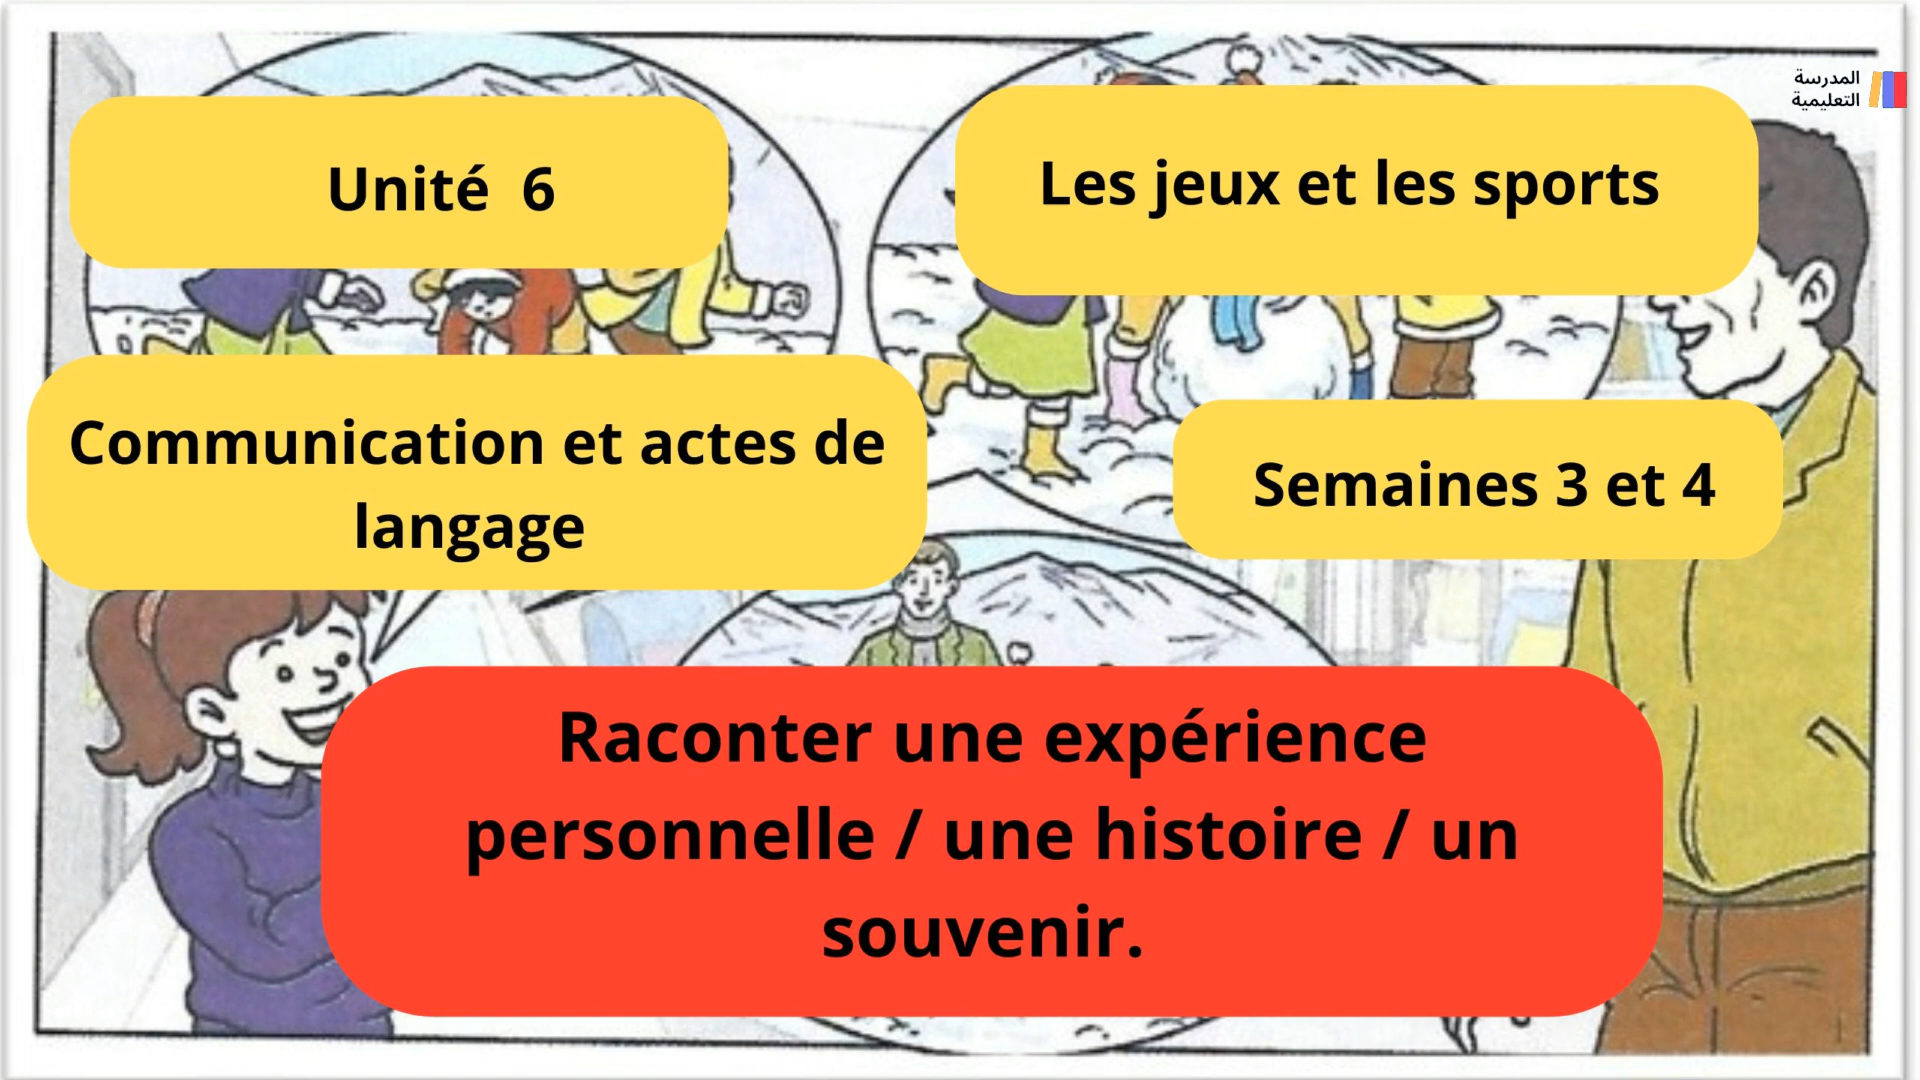 المدرسة
التعليمية
Unité 6
Les jeux et les sports
Communication et actes de
langage
Semaines 3 et 4
Raconter une expérience
personnelle / une histoire / un
souvenir.